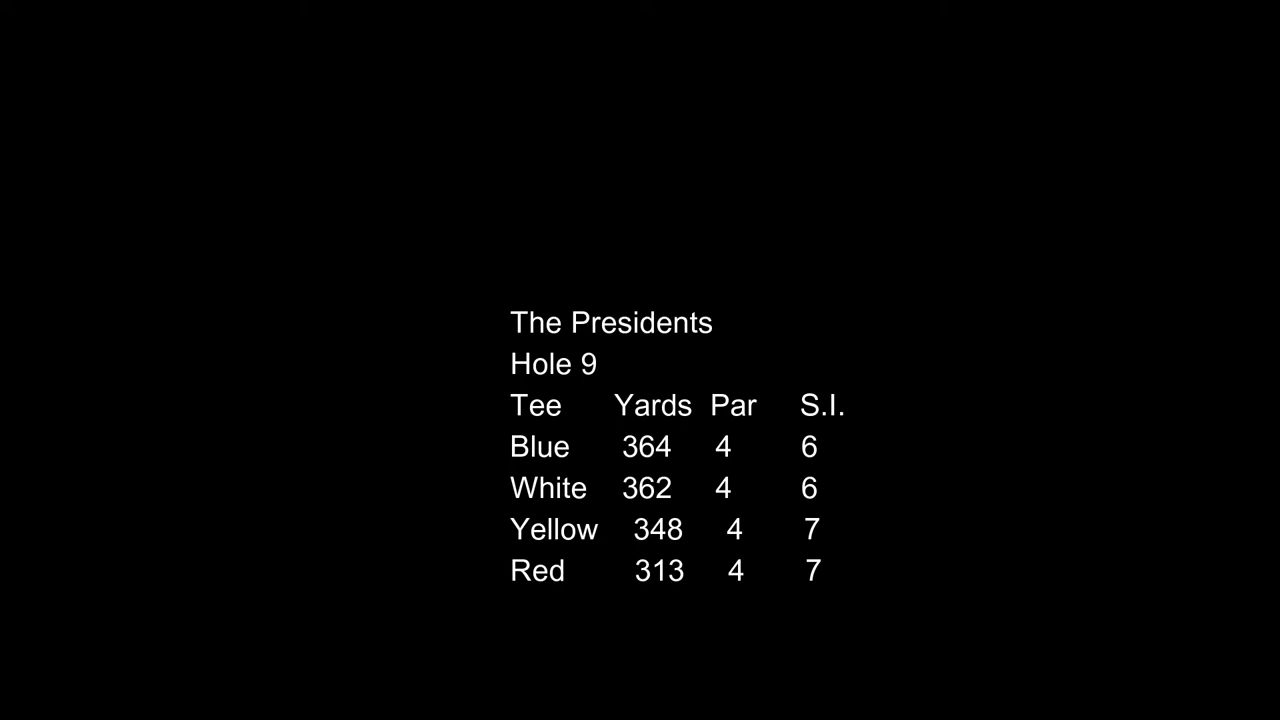 The Presidents
Hole 9
Tee Yards Par S.I.
Blue 364 4 6
White 362 4 6
Yellow 348 4 7
Red 313 4 7